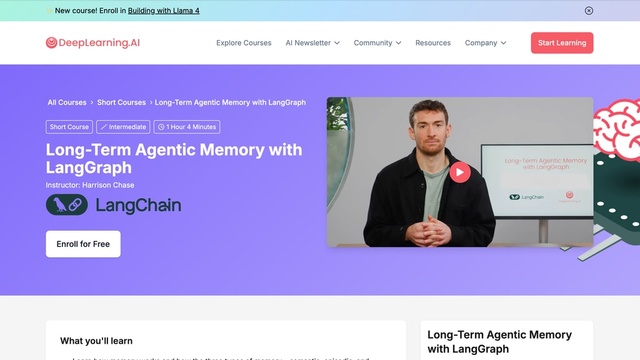 New course! Enroll in Building with Llama 4
DeepLearning.AI
Explore Courses
AI Newsletter
Community
Resources
Company
Start Learning
All Courses > Short Courses > Long-Term Agentic Memory with LangGraph
Short Course
Intermediate
1 Hour 4 Minutes
Long-Term Agentic Memory with
LangGraph
Instructor: Harrison Chase
LangChain
Enroll for Free
Long-Term Agentic Memory
with LangGraph
LangChain
What you'll learn
Long-Term Agentic Memory
with LangGraph